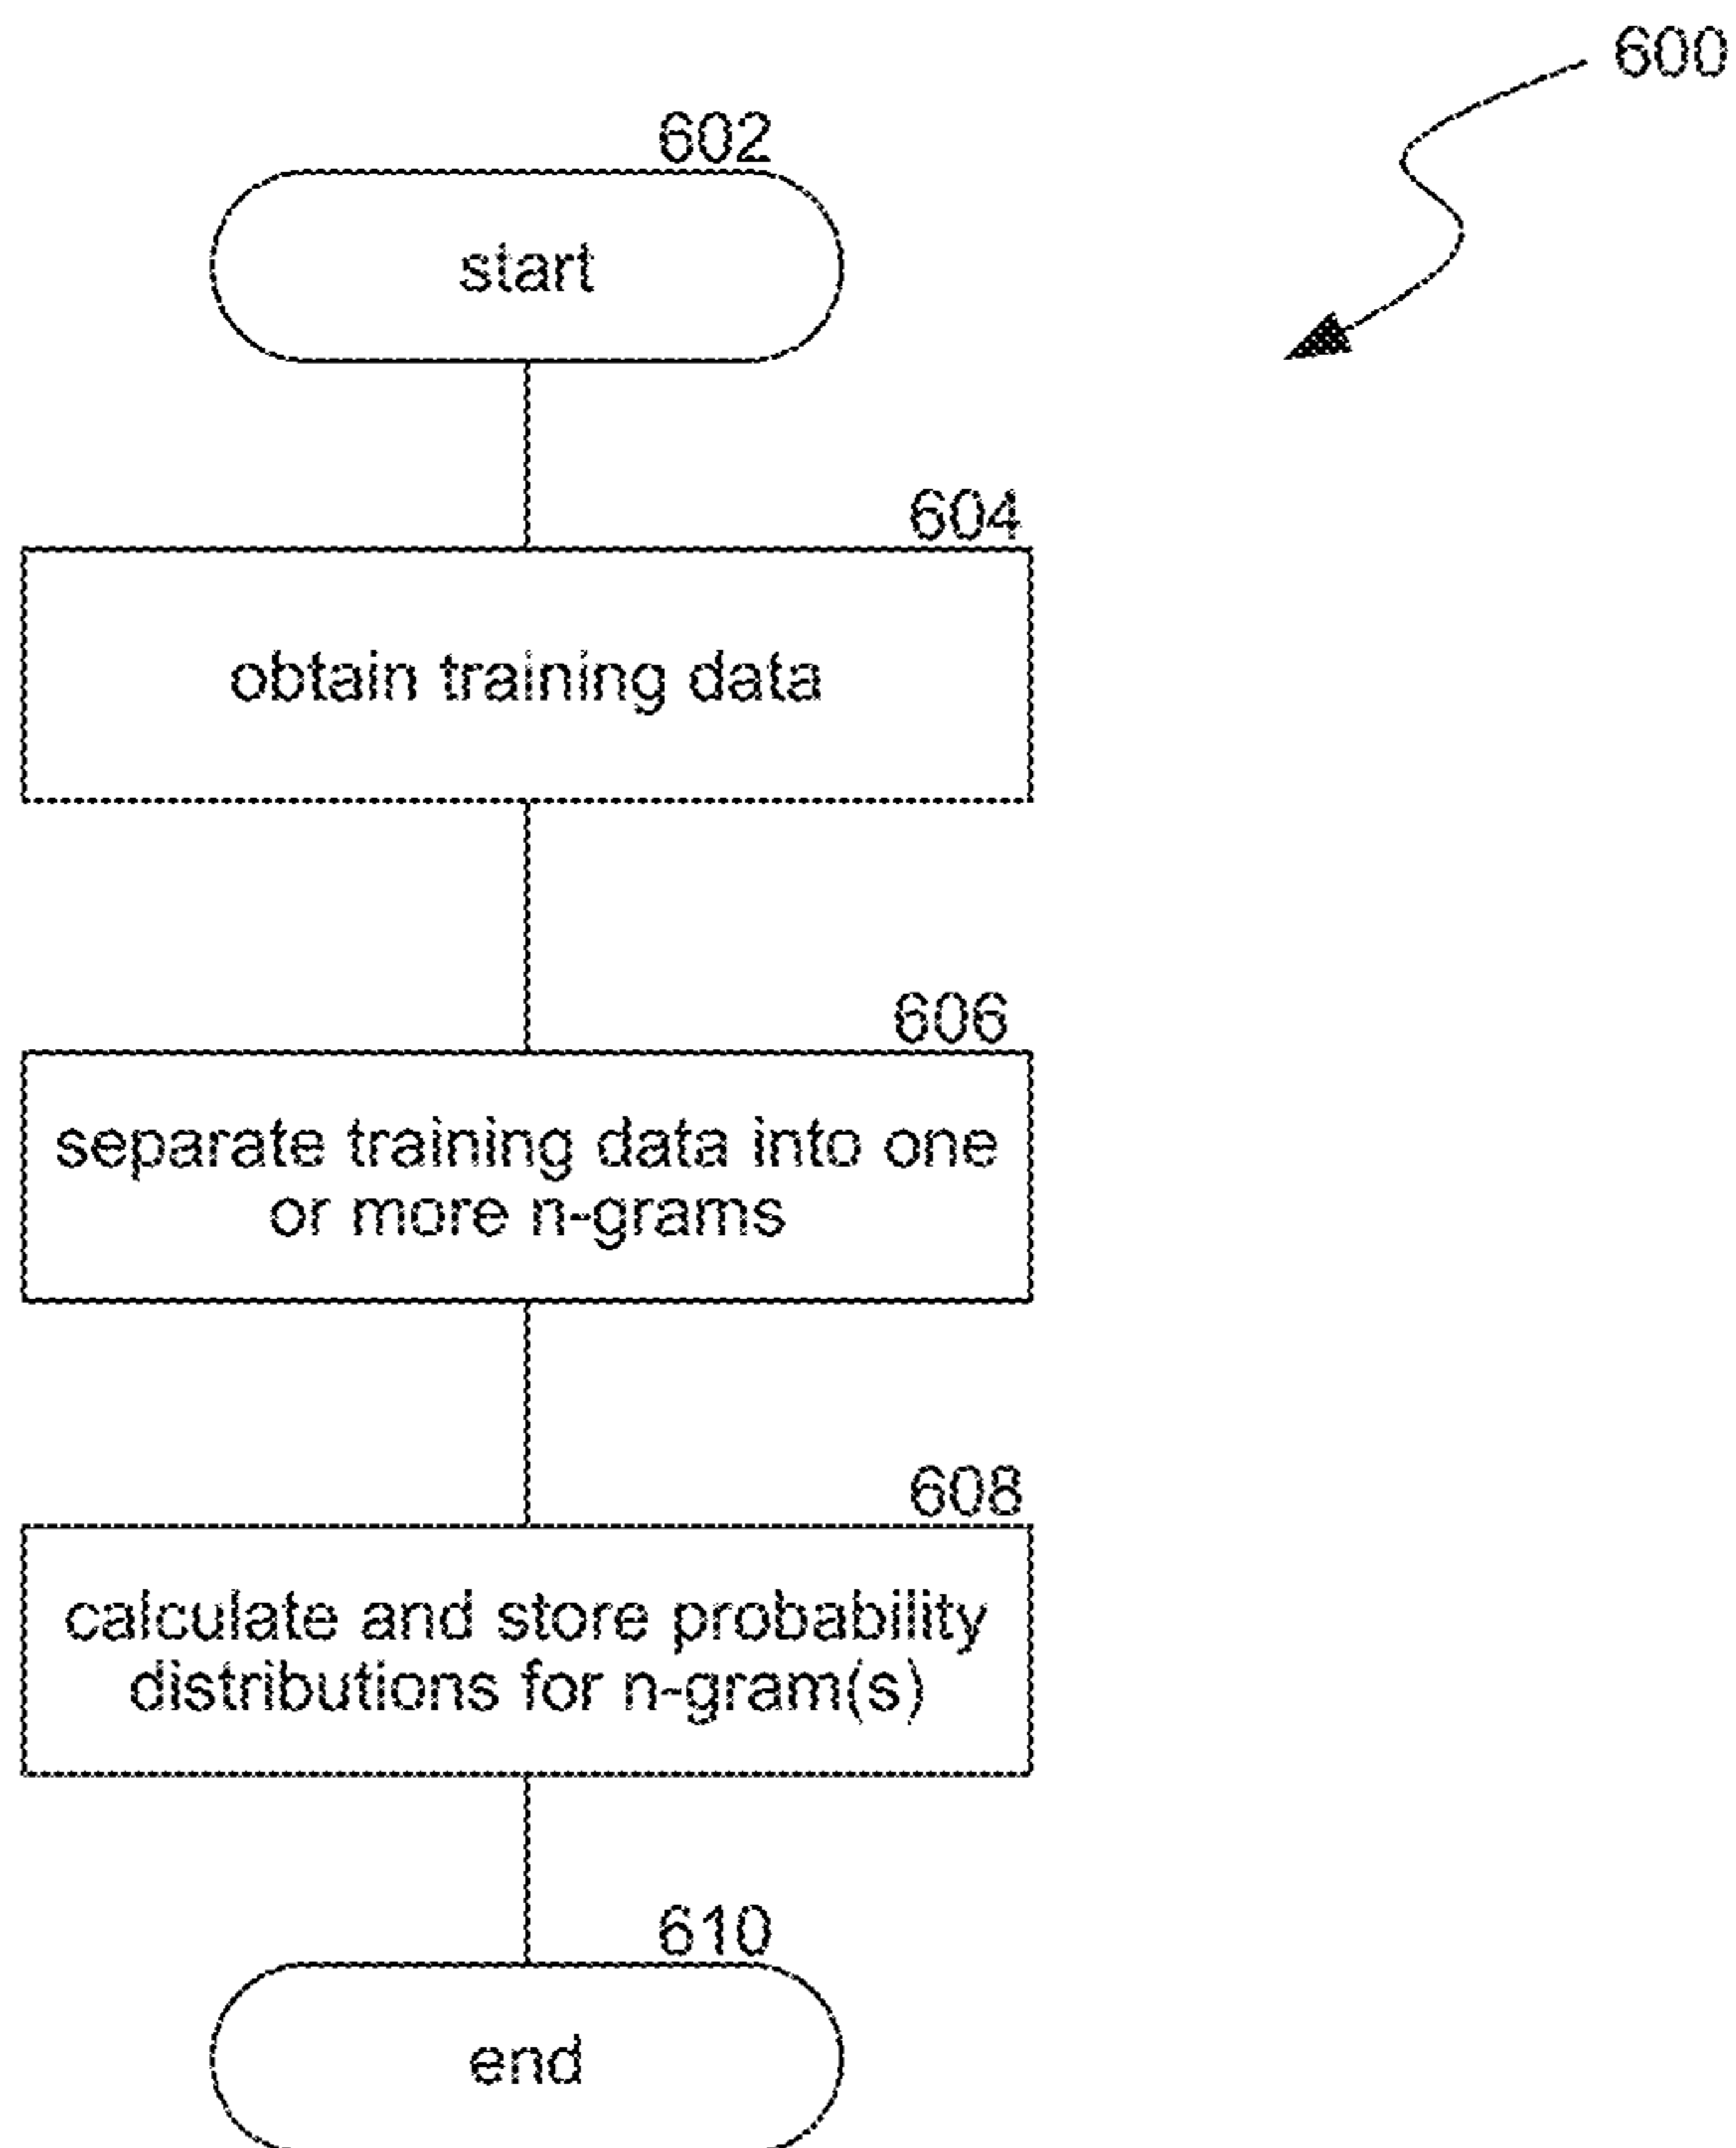 600
602
start
604
obtain training data
606
separate training data into one
or more n-grams
608
calculate and store probability
distributions for n-gram(s)
610
end